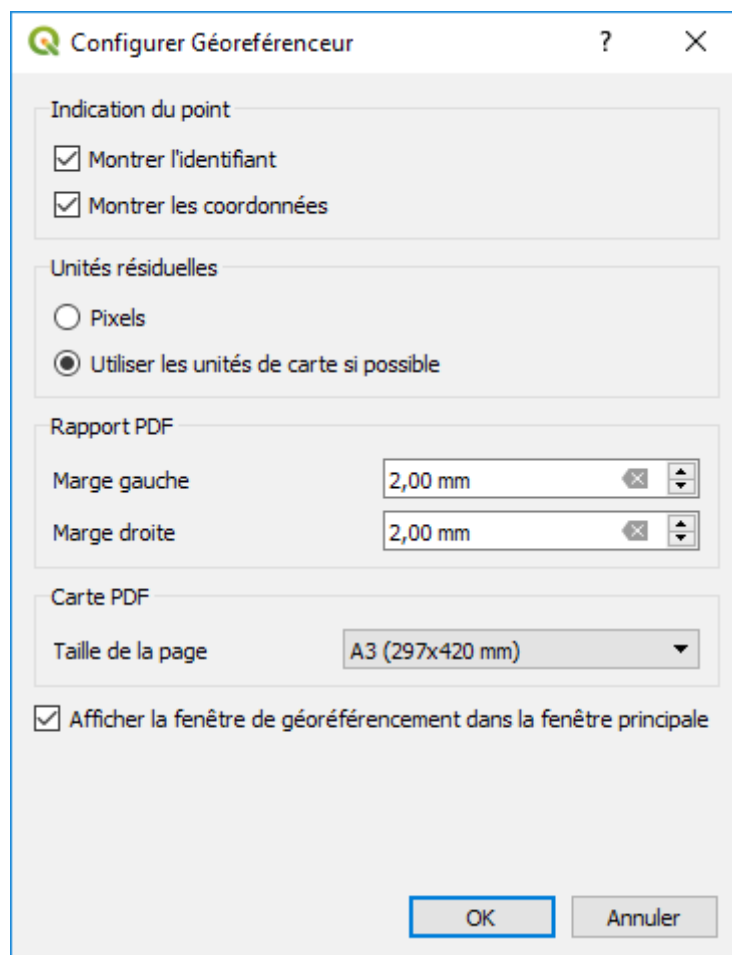 Configurer Géoreférenceur ?
Indication du point
Montrer l'identifiant
Montrer les coordonnées
Unités résiduelles
Pixels
Utiliser les unités de carte si possible
Rapport PDF
Marge gauche 2,00 mm
Marge droite 2,00 mm
Carte PDF
Taille de la page A3 (297x420 mm)
Afficher la fenêtre de géoréférencement dans la fenêtre principale
OK Annuler